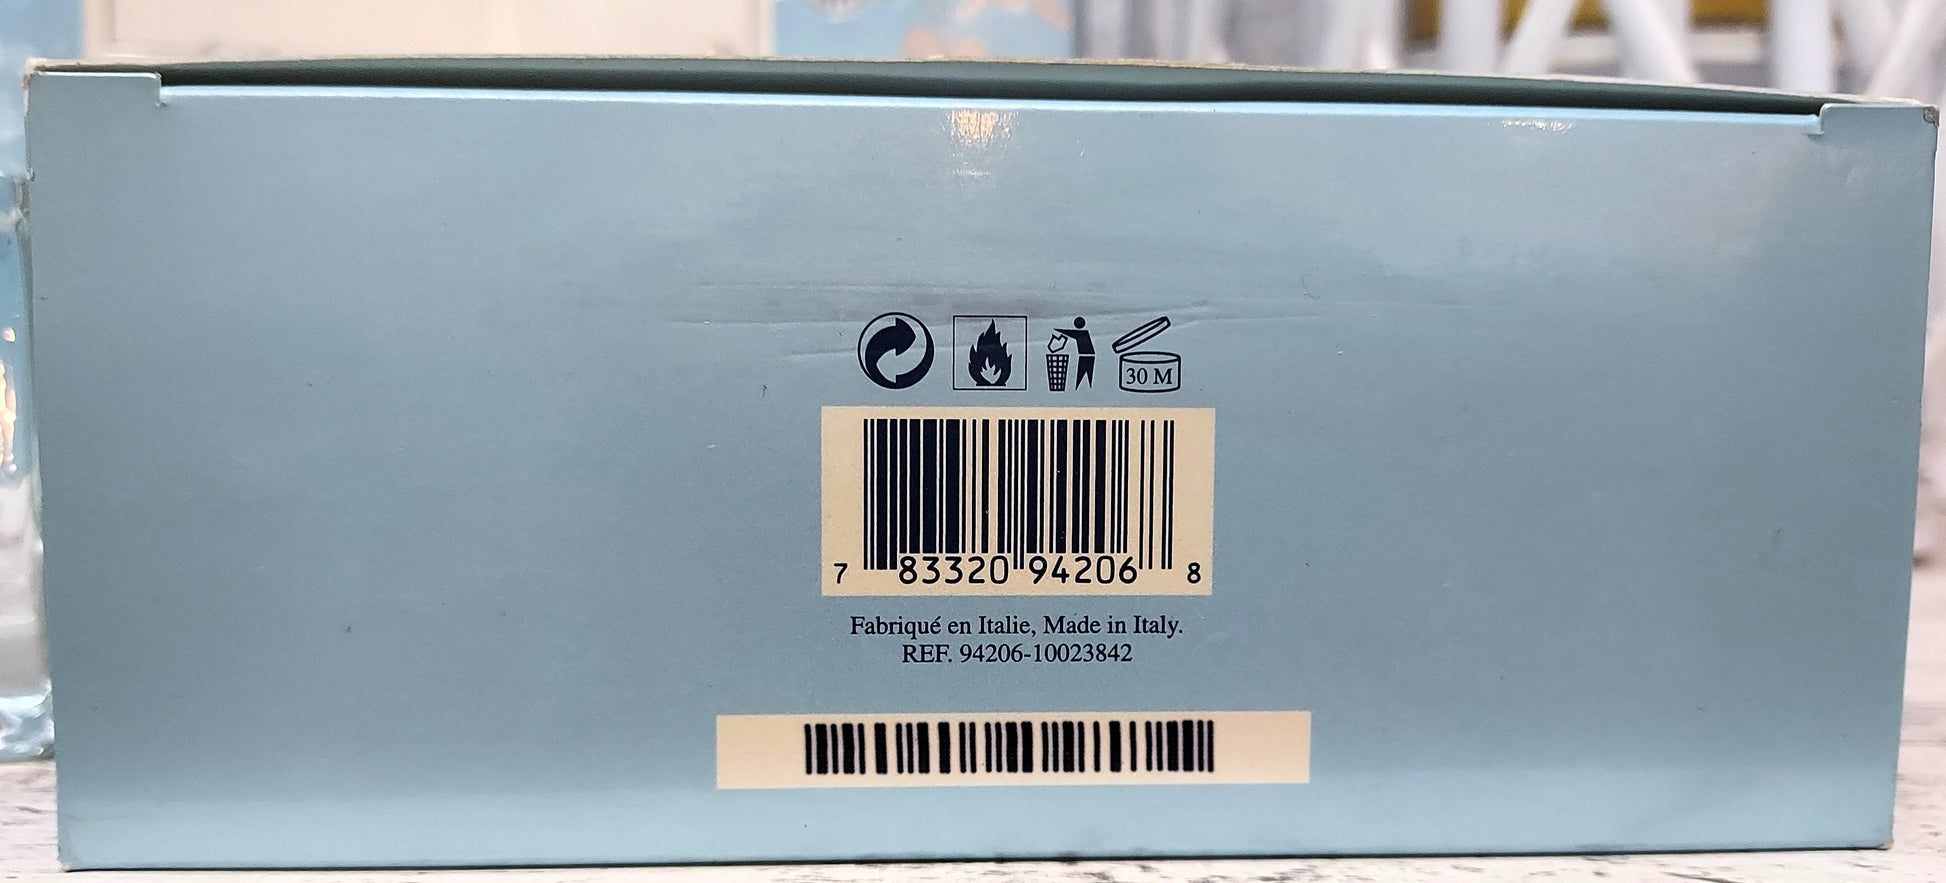 30 M
7 83320 94206 8
Fabriqué en Italie, Made in Italy.
REF. 94206-10023842